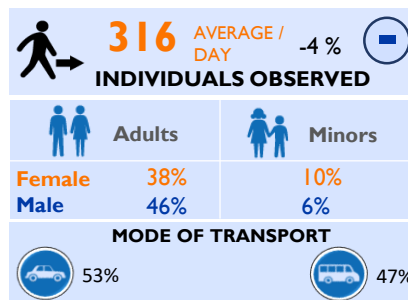 316 AVERAGE / DAY -4 %
INDIVIDUALS OBSERVED
Adults Minors
Female 38% 10%
Male 46% 6%
MODE OF TRANSPORT
53% 47%